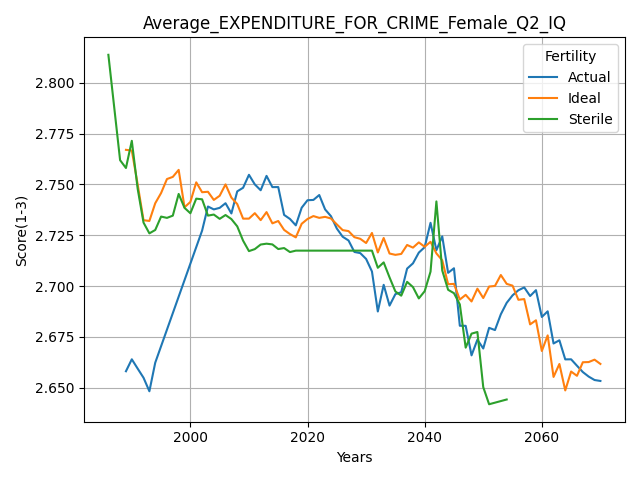 Average_EXPENDITURE_FOR_CRIME_Female_Q2_IQ
Fertility
Actual
Ideal
Sterile
Score(1-3)
2.800
2.775
2.750
2.725
2.700
2.675
2.650
2000 2020 2040 2060
Years